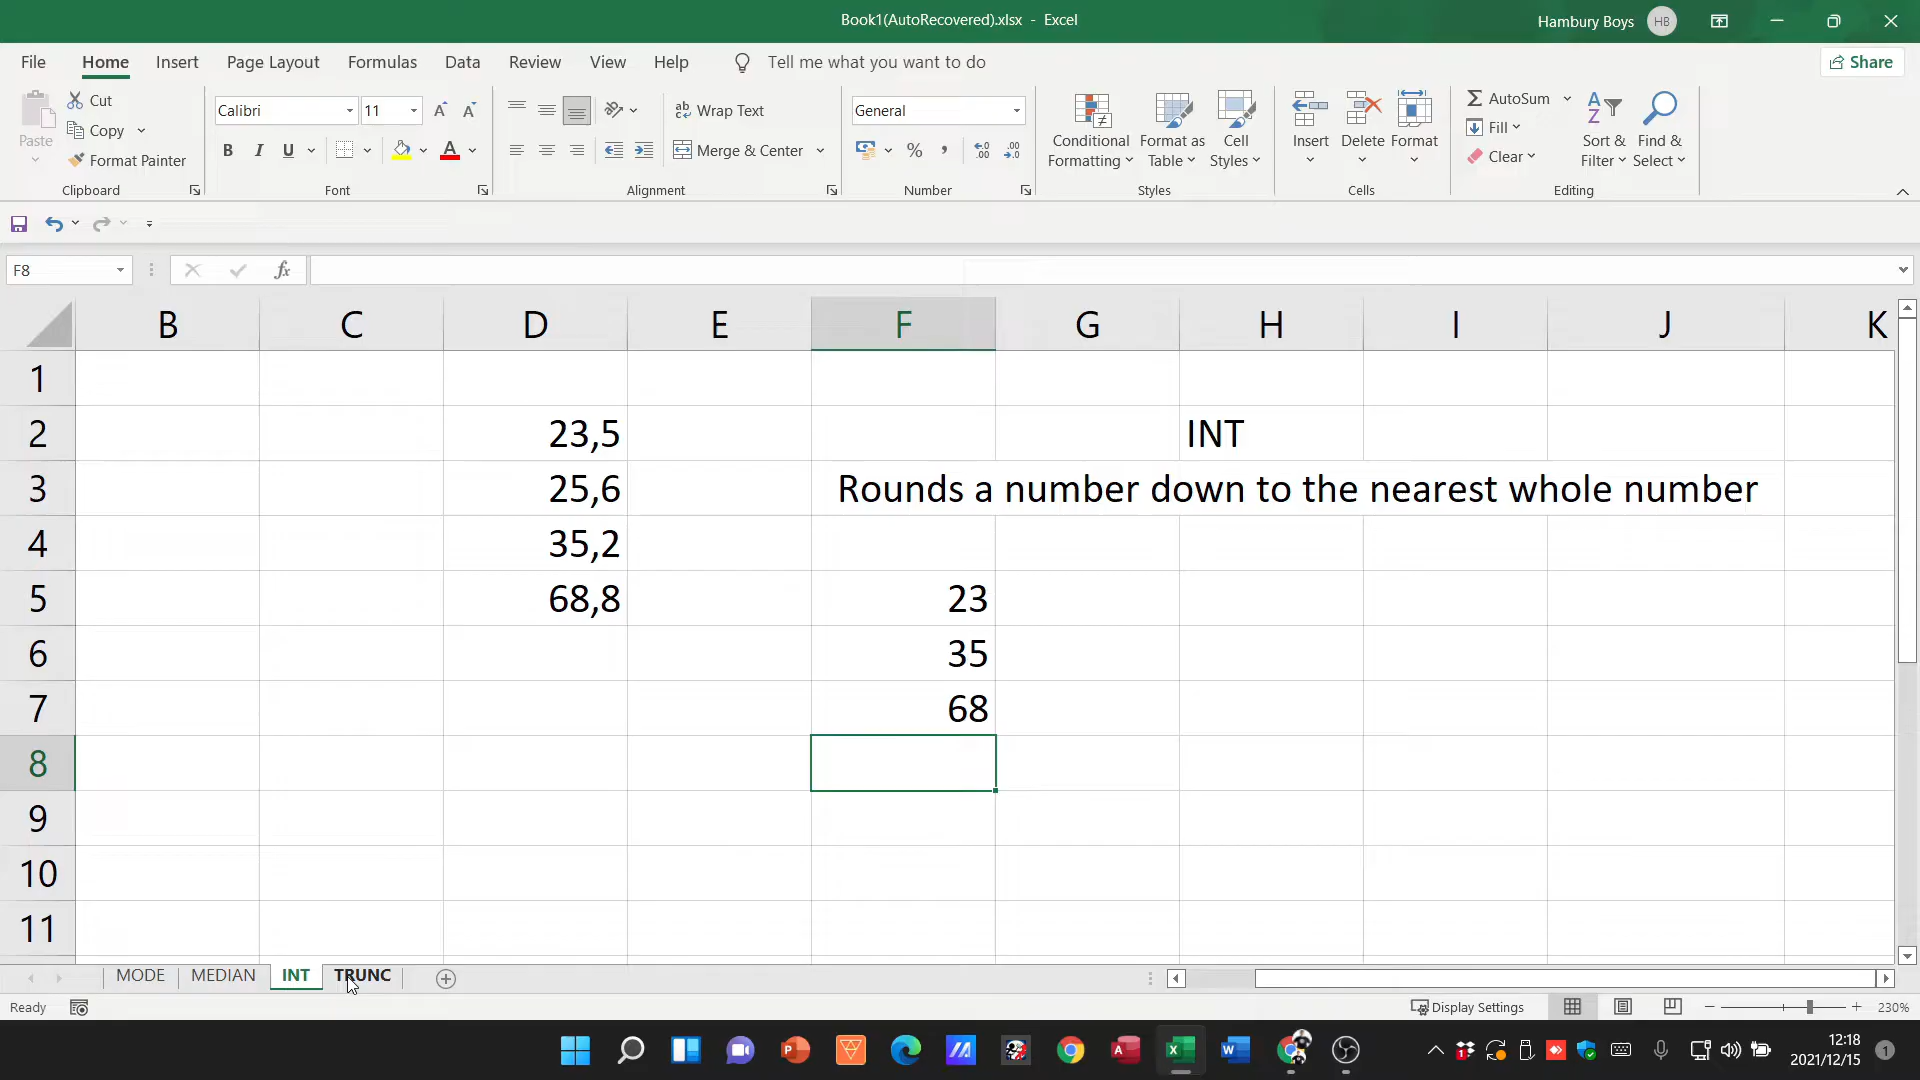 Book1(AutoRecovered).xlsx - Excel
Hambury Boys HB
File Home Insert Page Layout Formulas Data Review View Help Tell me what you want to do Share
Paste
Cut
Copy
Format Painter
Clipboard
Calibri 11
B I U
Font
Wrap Text
Merge & Center
Alignment
General
% ,
Number
Conditional Formatting
Format as Table
Cell Styles
Styles
Insert Delete Format
Cells
AutoSum
Fill
Clear
Sort & Filter
Find & Select
Editing
F8
fx
B C D E F G H I J K
1
2 23,5 INT
3 25,6 Rounds a number down to the nearest whole number
4 35,2
5 68,8 23
6 35
7 68
8
9
10
11
MODE MEDIAN INT TRUNC
Ready Display Settings 230%
12:18
2021/12/15